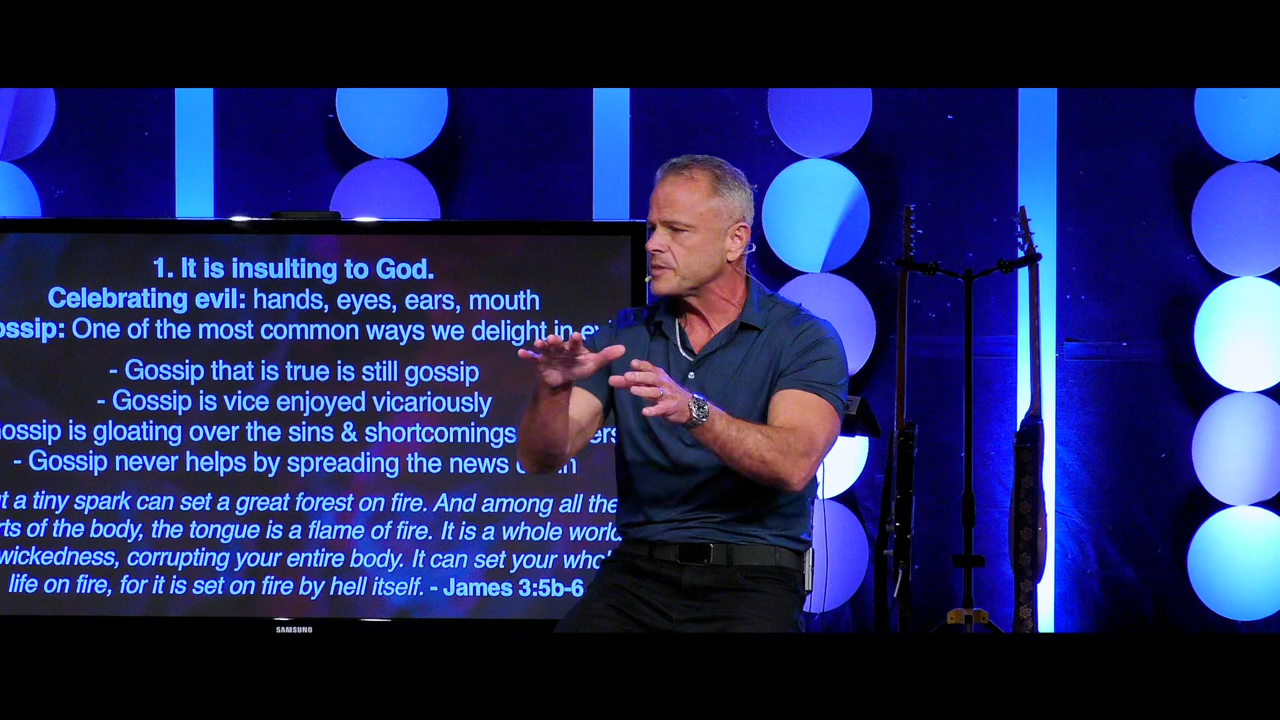 1. It is insulting to God.
Celebrating evil: hands, eyes, ears, mouth
ossip: One of the most common ways we delight in ev
- Gossip that is true is still gossip
- Gossip is vice enjoyed vicariously
ossip is gloating over the sins & shortcomings
- Gossip never helps by spreading the news
a tiny spark can set a great forest on fire. And among all the
rts of the body, the tongue is a flame of fire. It is a whole world
wickedness, corrupting your entire body. It can set your who
life on fire, for it is set on fire by hell itself. - James 3:5b-6
SAMSUNG